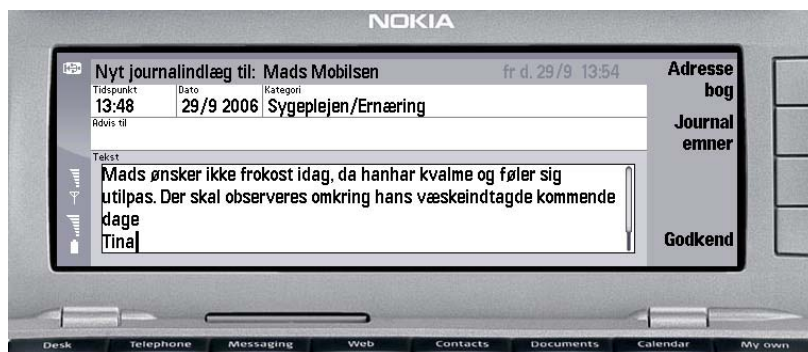 NOKIA
Nyt journalindlæg til: Mads Mobilsen fr d. 29/9 13:54
Adresse
bog
Tidspunkt Dato Kategori
13:48 29/9 2006 Sygeplejen/Ernæring
Advis til
Journal
emner
Tekst
Mads ønsker ikke frokost idag, da hanhar kvalme og føler sig
utilpas. Der skal observeres omkring hans væskeindtagde kommende
dage
Tina
Godkend
Desk Telephone Messaging Web Contacts Documents Calendar My own